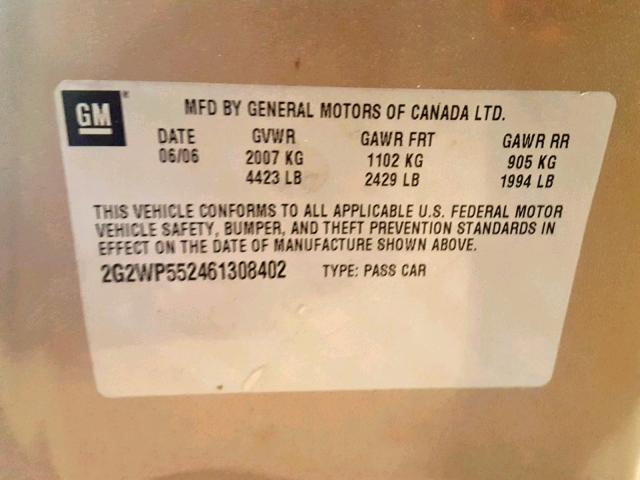 GM ®
MFD BY GENERAL MOTORS OF CANADA LTD.
DATE GVWR GAWR FRT GAWR RR
06/06 2007 KG 1102 KG 905 KG
4423 LB 2429 LB 1994 LB
THIS VEHICLE CONFORMS TO ALL APPLICABLE U.S. FEDERAL MOTOR
VEHICLE SAFETY, BUMPER, AND THEFT PREVENTION STANDARDS IN
EFFECT ON THE DATE OF MANUFACTURE SHOWN ABOVE.
2G2WP552461308402 TYPE: PASS CAR